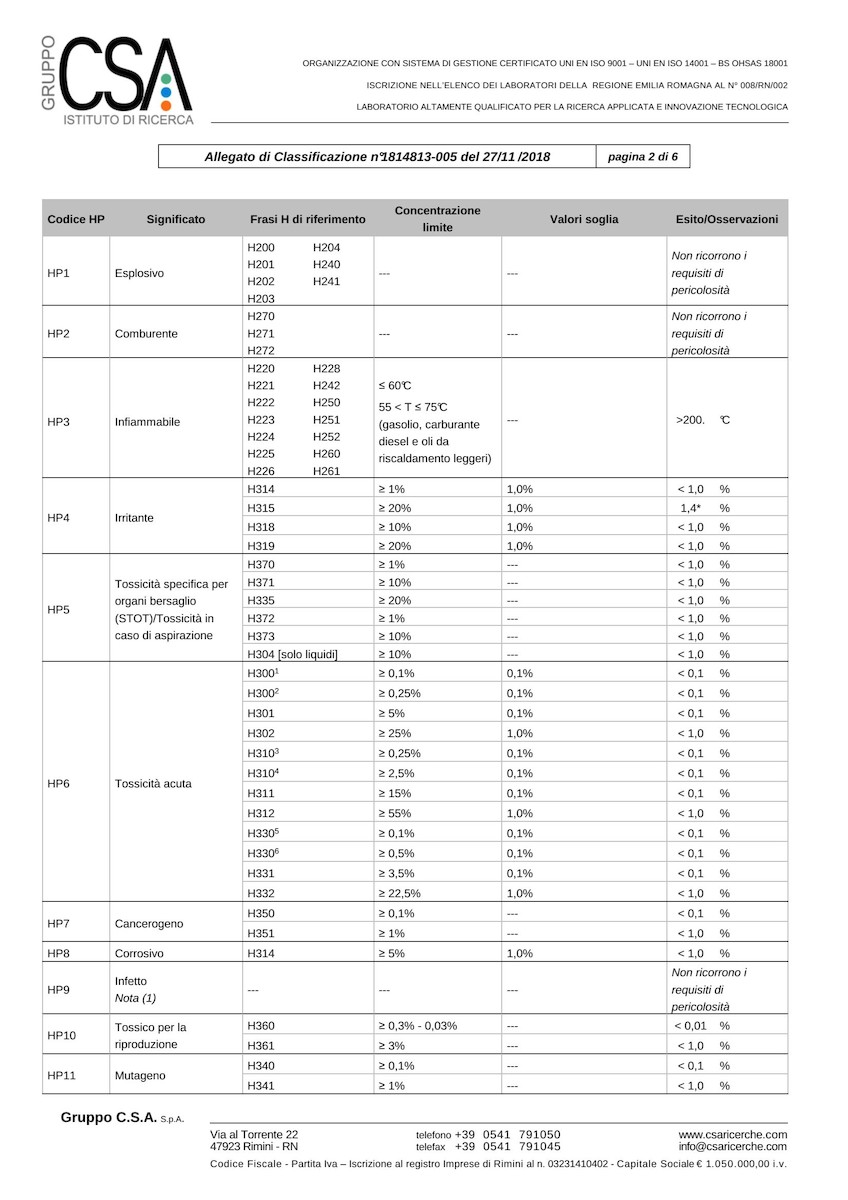 GRUPPO
CSA
ISTITUTO DI RICERCA
ORGANIZZAZIONE CON SISTEMA DI GESTIONE CERTIFICATO UNI EN ISO 9001 – UNI EN ISO 14001 – BS OHSAS 18001
ISCRIZIONE NELL'ELENCO DEI LABORATORI DELLA REGIONE EMILIA ROMAGNA AL N° 008/RN/002
LABORATORIO ALTAMENTE QUALIFICATO PER LA RICERCA APPLICATA E INNOVAZIONE TECNOLOGICA
Allegato di Classificazione n°1814813-005 del 27/11 /2018 pagina 2 di 6
Codice HP Significato Frasi H di riferimento Concentrazione limite Valori soglia Esito/Osservazioni
HP1 Esplosivo
H200 H204
H201 H240
H202 H241
H203
--- ---
Non ricorrono i
requisiti di
pericolosità
HP2 Comburente
H270
H271
H272
--- ---
Non ricorrono i
requisiti di
pericolosità
HP3 Infiammabile
H220 H228
H221 H242
H222 H250
H223 H251
H224 H252
H225 H260
H226 H261
≤ 60°C
55 < T ≤ 75°C
(gasolio, carburante
diesel e oli da
riscaldamento leggeri)
---
>200. °C
HP4 Irritante
H314 ≥ 1% 1,0% < 1,0 %
H315 ≥ 20% 1,0% 1,4* %
H318 ≥ 10% 1,0% < 1,0 %
H319 ≥ 20% 1,0% < 1,0 %
HP5
Tossicità specifica per
organi bersaglio
(STOT)/Tossicità in
caso di aspirazione
H370 ≥ 1% --- < 1,0 %
H371 ≥ 10% --- < 1,0 %
H335 ≥ 20% --- < 1,0 %
H372 ≥ 1% --- < 1,0 %
H373 ≥ 10% --- < 1,0 %
H304 [solo liquidi] ≥ 10% --- < 1,0 %
HP6 Tossicità acuta
H300¹ ≥ 0,1% 0,1% < 0,1 %
H300² ≥ 0,25% 0,1% < 0,1 %
H301 ≥ 5% 0,1% < 0,1 %
H302 ≥ 25% 1,0% < 1,0 %
H310³ ≥ 0,25% 0,1% < 0,1 %
H310⁴ ≥ 2,5% 0,1% < 0,1 %
H311 ≥ 15% 0,1% < 0,1 %
H312 ≥ 55% 1,0% < 1,0 %
H330⁵ ≥ 0,1% 0,1% < 0,1 %
H330⁶ ≥ 0,5% 0,1% < 0,1 %
H331 ≥ 3,5% 0,1% < 0,1 %
H332 ≥ 22,5% 1,0% < 1,0 %
HP7 Cancerogeno
H350 ≥ 0,1% --- < 0,1 %
H351 ≥ 1% --- < 1,0 %
HP8 Corrosivo H314 ≥ 5% 1,0% < 1,0 %
HP9
Infetto
Nota (1)
--- --- ---
Non ricorrono i
requisiti di
pericolosità
HP10
Tossico per la
riproduzione
H360 ≥ 0,3% - 0,03% --- < 0,01 %
H361 ≥ 3% --- < 1,0 %
HP11 Mutageno
H340 ≥ 0,1% --- < 0,1 %
H341 ≥ 1% --- < 1,0 %
Gruppo C.S.A. S.p.A.
Via al Torrente 22 telefono +39 0541 791050 www.csaricerche.com
47923 Rimini - RN telefax +39 0541 791045 info@csaricerche.com
Codice Fiscale - Partita Iva – Iscrizione al registro Imprese di Rimini al n. 03231410402 - Capitale Sociale € 1.050.000,00 i.v.